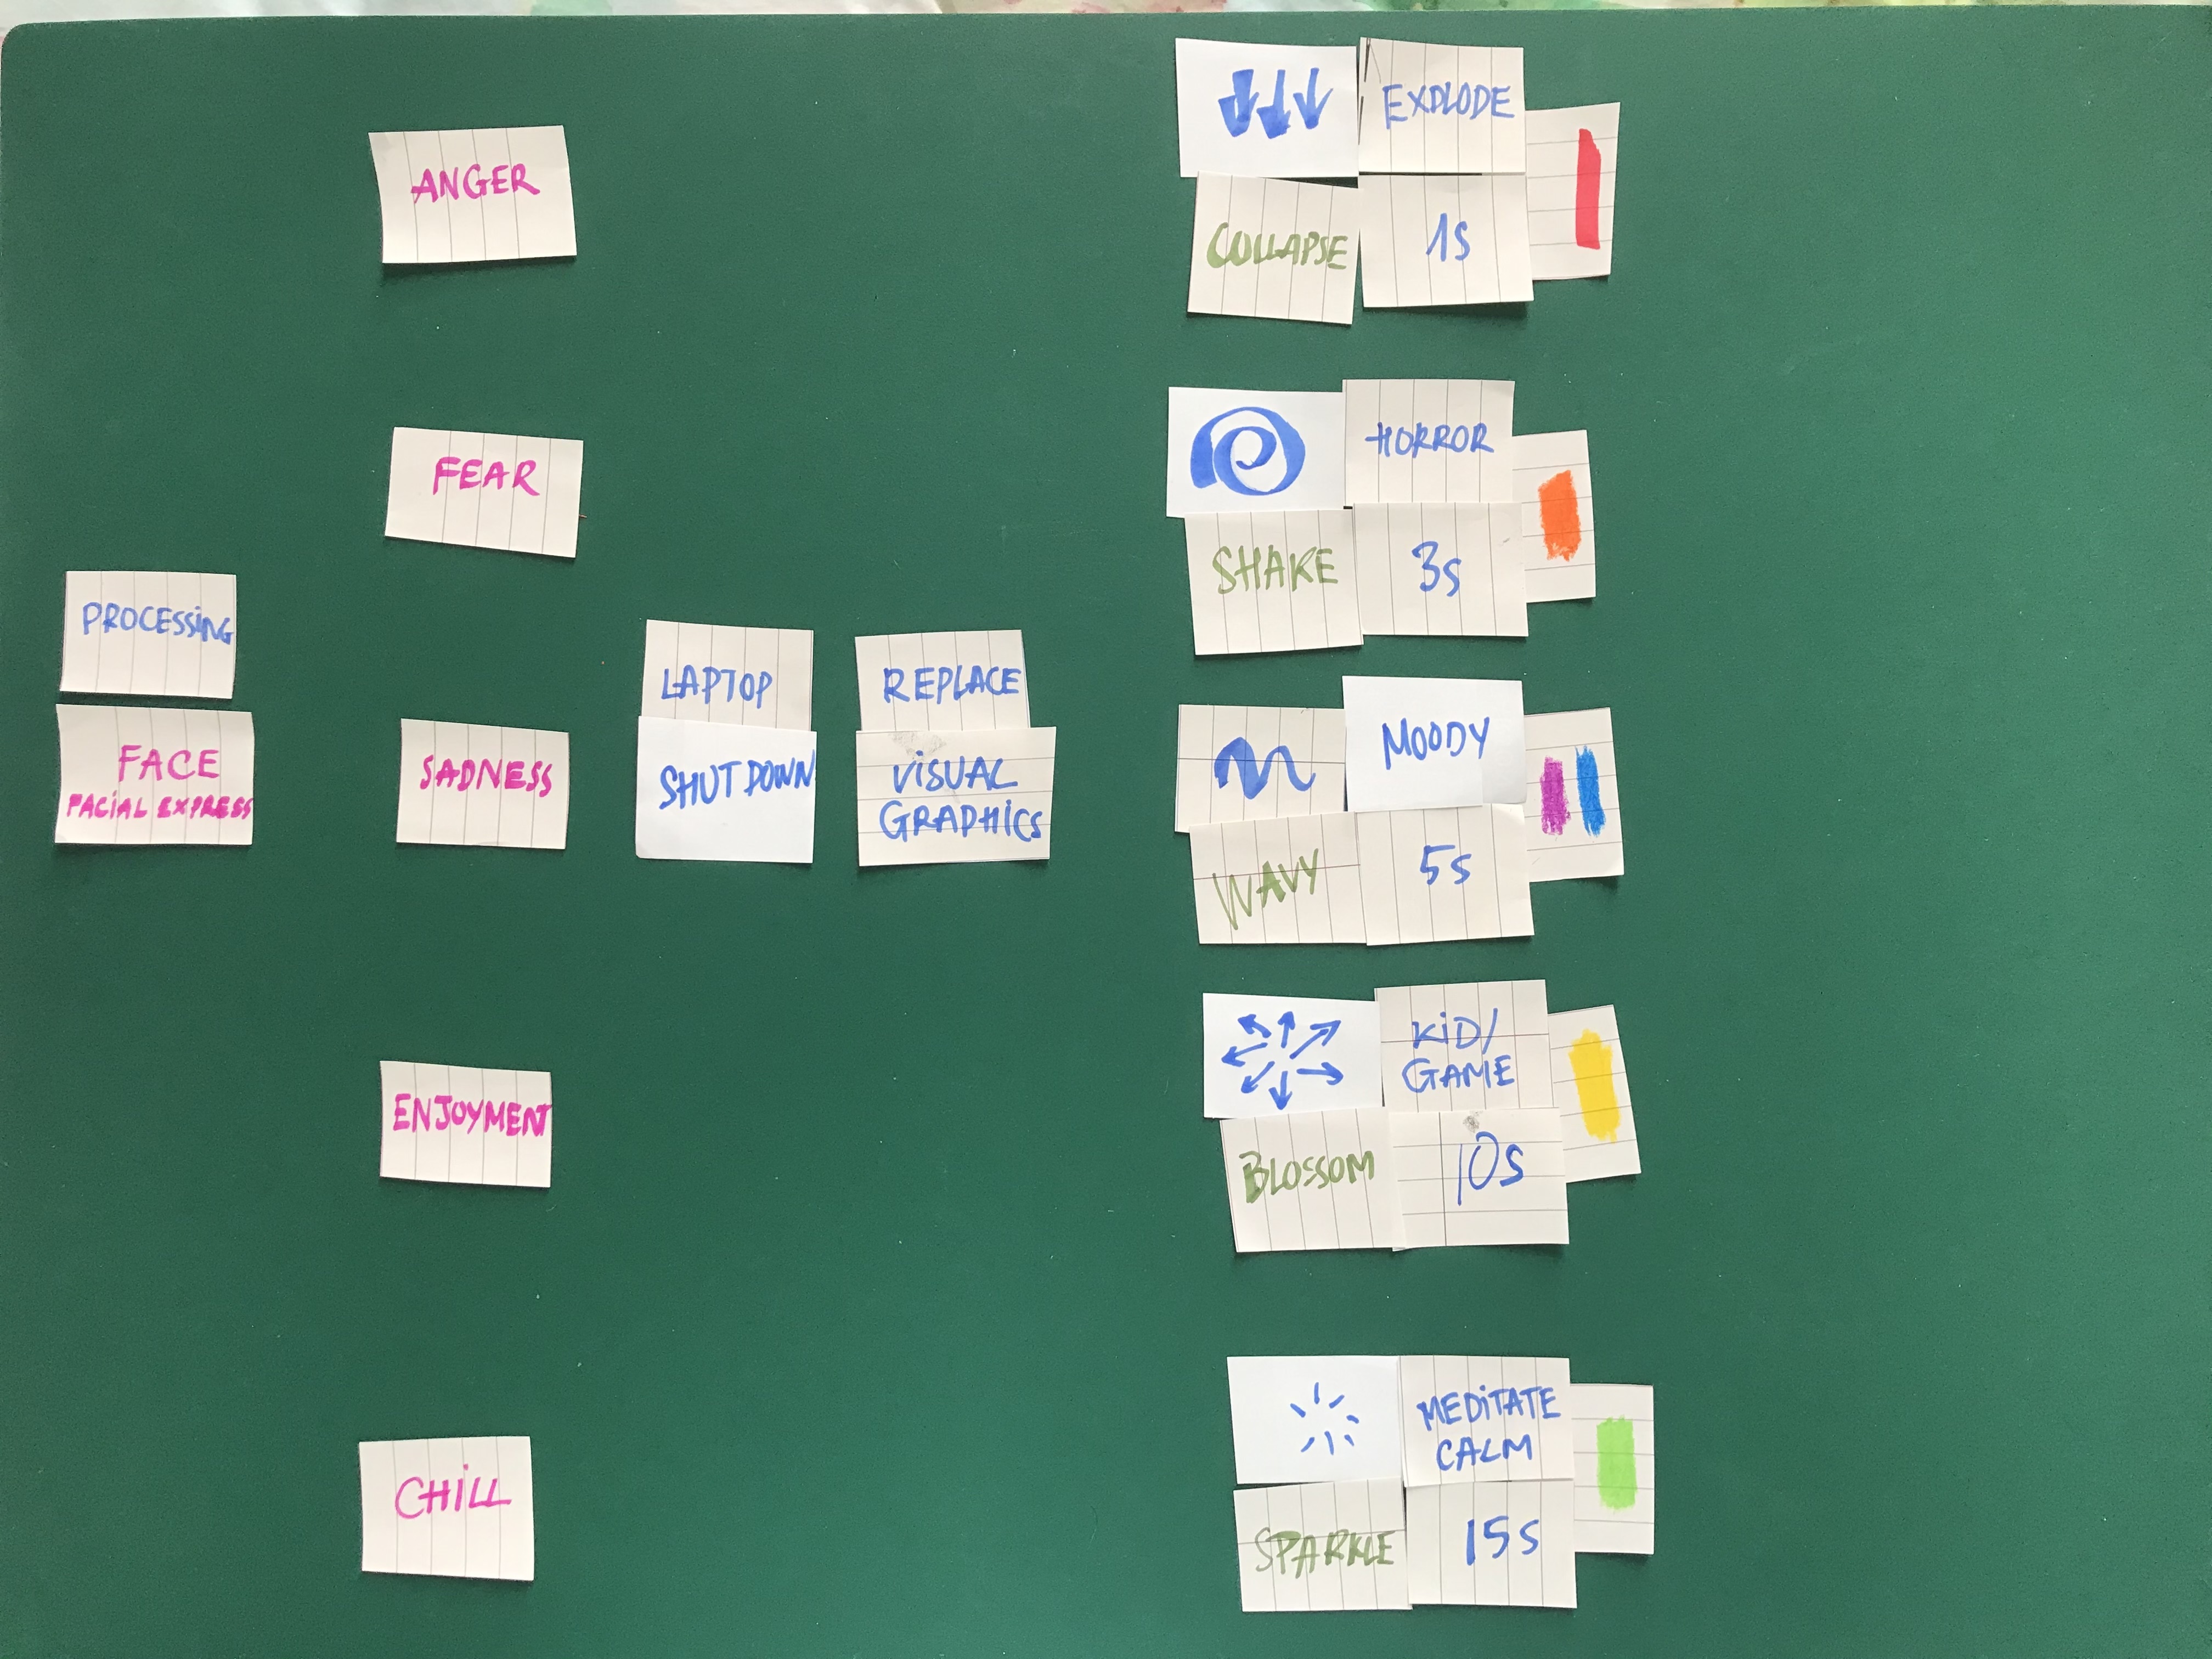 PROCESSING
FACE
FACIAL EXPRESS
ANGER
FEAR
SADNESS
ENJOYMENT
CHILL
LAPTOP
SHUT DOWN
REPLACE
VISUAL
GRAPHICS
EXPLODE
COLLAPSE
1s
HORROR
SHAKE
3s
MOODY
WAVY
5s
KID/
GAME
BLOSSOM
10s
MEDITATE
CALM
SPARKLE
15s